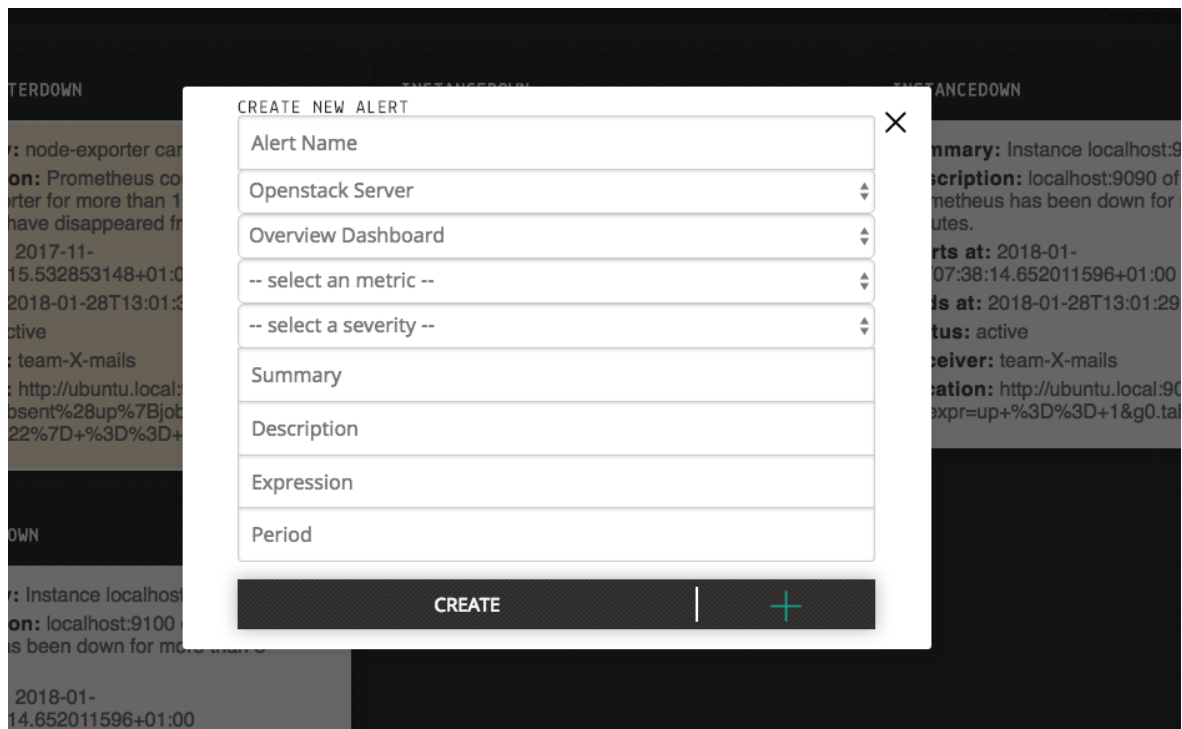 TERDOWN
INSTANCEDOWN
INSTANCEDOWN
: node-exporter car
on: Prometheus co
rter for more than 1
have disappeared fr
2017-11-
15.532853148+01:0
2018-01-28T13:01:3
ctive
: team-X-mails
: http://ubuntu.local:
bsent%28up%7Bjob
22%7D+%3D%3D+
OWN
: Instance localhost
on: localhost:9100
as been down for more than 5
2018-01-
14.652011596+01:00
CREATE NEW ALERT
Alert Name
Openstack Server
Overview Dashboard
-- select an metric --
-- select a severity --
Summary
Description
Expression
Period
CREATE
mmary: Instance localhost:9
scription: localhost:9090 of
metheus has been down for
utes.
rts at: 2018-01-
07:38:14.652011596+01:00
ds at: 2018-01-28T13:01:29
tus: active
ceiver: team-X-mails
cation: http://ubuntu.local:90
expr=up+%3D%3D+1&g0.tal